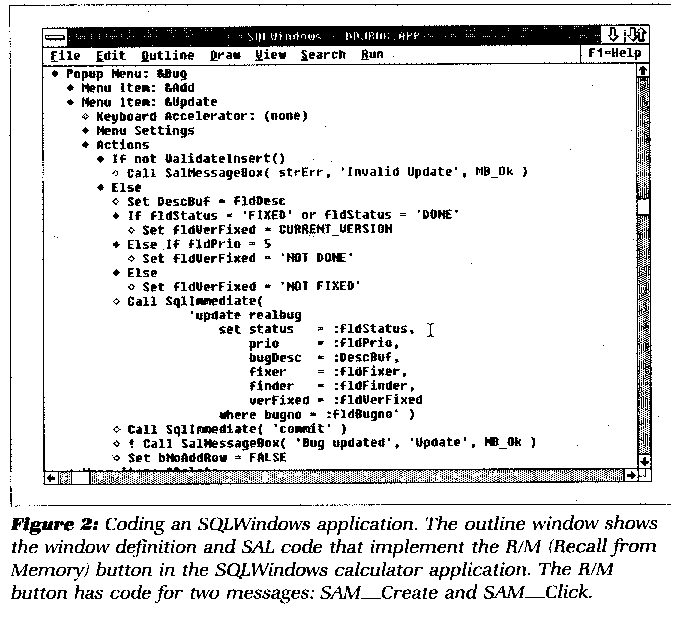 SQLWindows - DDJBUG.APP
File Edit Outline Draw View Search Run F1=Help
◆ Popup Menu: &Bug
◆ Menu Item: &Add
◆ Menu Item: &Update
◇ Keyboard Accelerator: (none)
◆ Menu Settings
◆ Actions
◆ If not ValidateInsert()
◇ Call SalMessageBox( strErr, 'Invalid Update', MB_Ok )
◆ Else
◇ Set DescBuf = fldDesc
◆ If fldStatus = 'FIXED' or fldStatus = 'DONE'
◇ Set fldVerFixed = CURRENT_VERSION
◆ Else If fldPrio = 5
◇ Set fldVerFixed = 'NOT DONE'
◆ Else
◇ Set fldVerFixed = 'NOT FIXED'
◇ Call SqlImmediate(
'update realbug
set status = :fldStatus,
prio = :fldPrio,
bugDesc = :DescBuf,
fixer = :fldFixer,
finder = :fldFinder,
verFixed = :fldVerFixed
where bugno = :fldBugno' )
◇ Call SqlImmediate( 'commit' )
◇ ! Call SalMessageBox( 'Bug updated', 'Update', MB_Ok )
◇ Set bNoAddRow = FALSE
Figure 2: Coding an SQLWindows application. The outline window shows
the window definition and SAL code that implement the R/M (Recall from
Memory) button in the SQLWindows calculator application. The R/M
button has code for two messages: SAM_Create and SAM_Click.